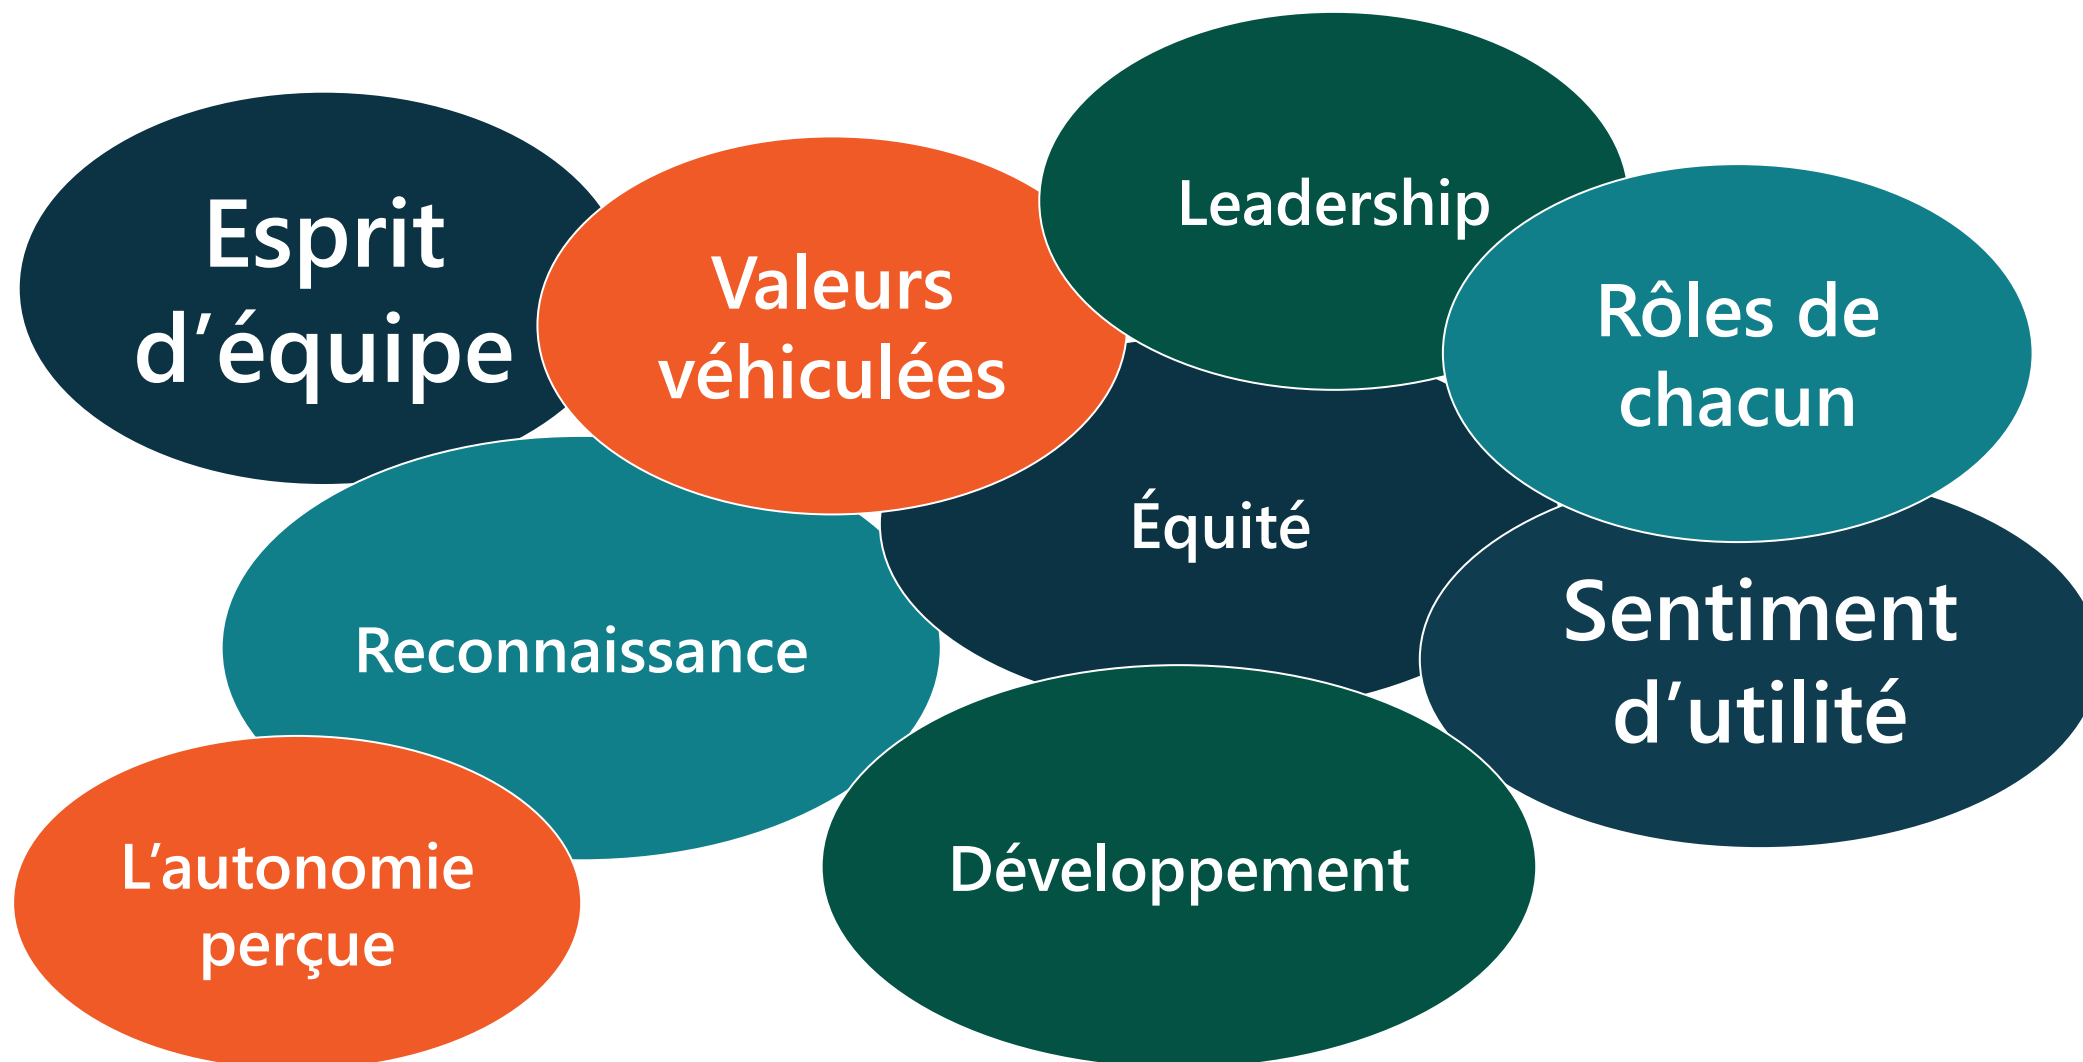 Esprit
d’équipe
Valeurs
véhiculées
Leadership
Rôles de
chacun
Équité
Reconnaissance
Sentiment
d’utilité
L’autonomie
perçue
Développement